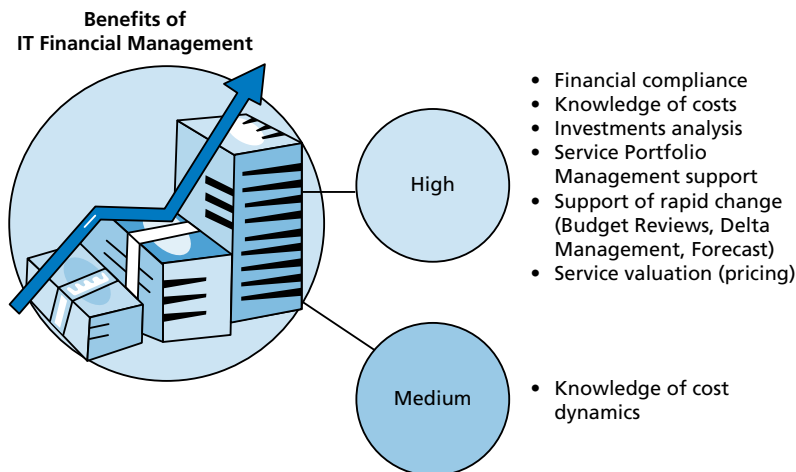 Benefits of
IT Financial Management
High
• Financial compliance
• Knowledge of costs
• Investments analysis
• Service Portfolio
Management support
• Support of rapid change
(Budget Reviews, Delta
Management, Forecast)
• Service valuation (pricing)
Medium
• Knowledge of cost
dynamics